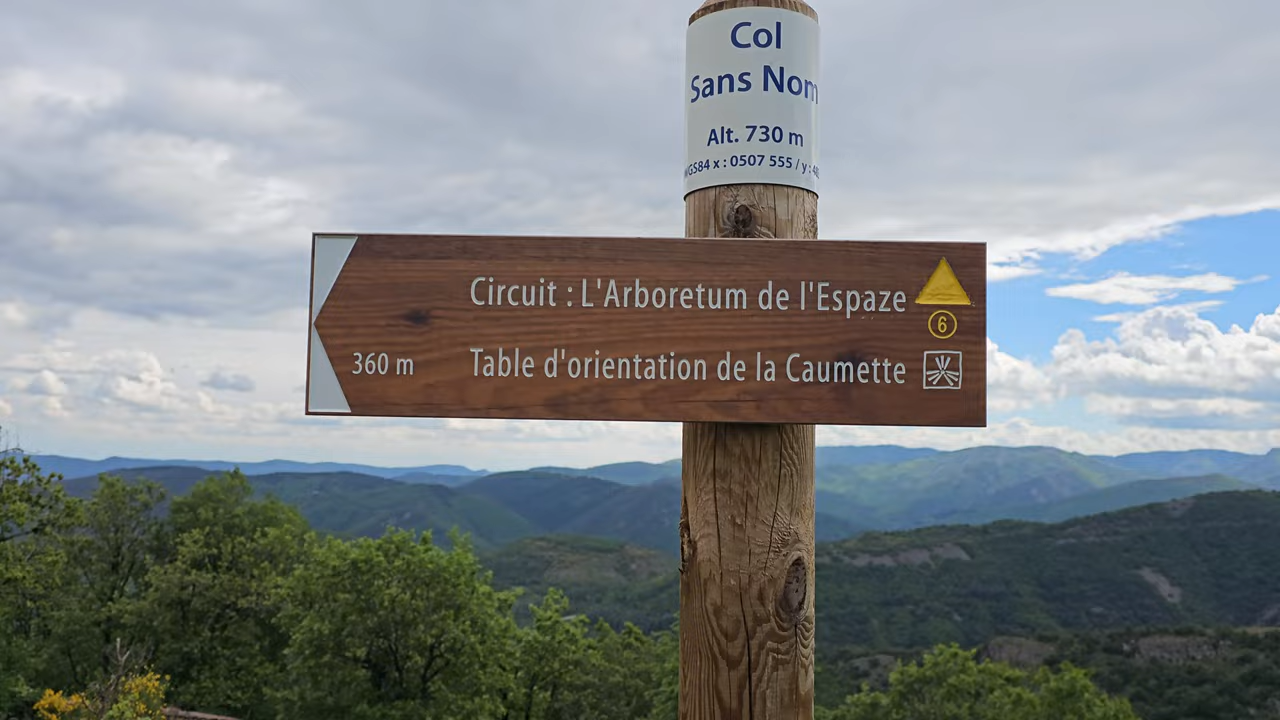 Col
Sans Nom
Alt. 730 m
WGS84 x : 0507 555 / y :
Circuit : L'Arboretum de l'Espaze
6
360 m Table d'orientation de la Caumette